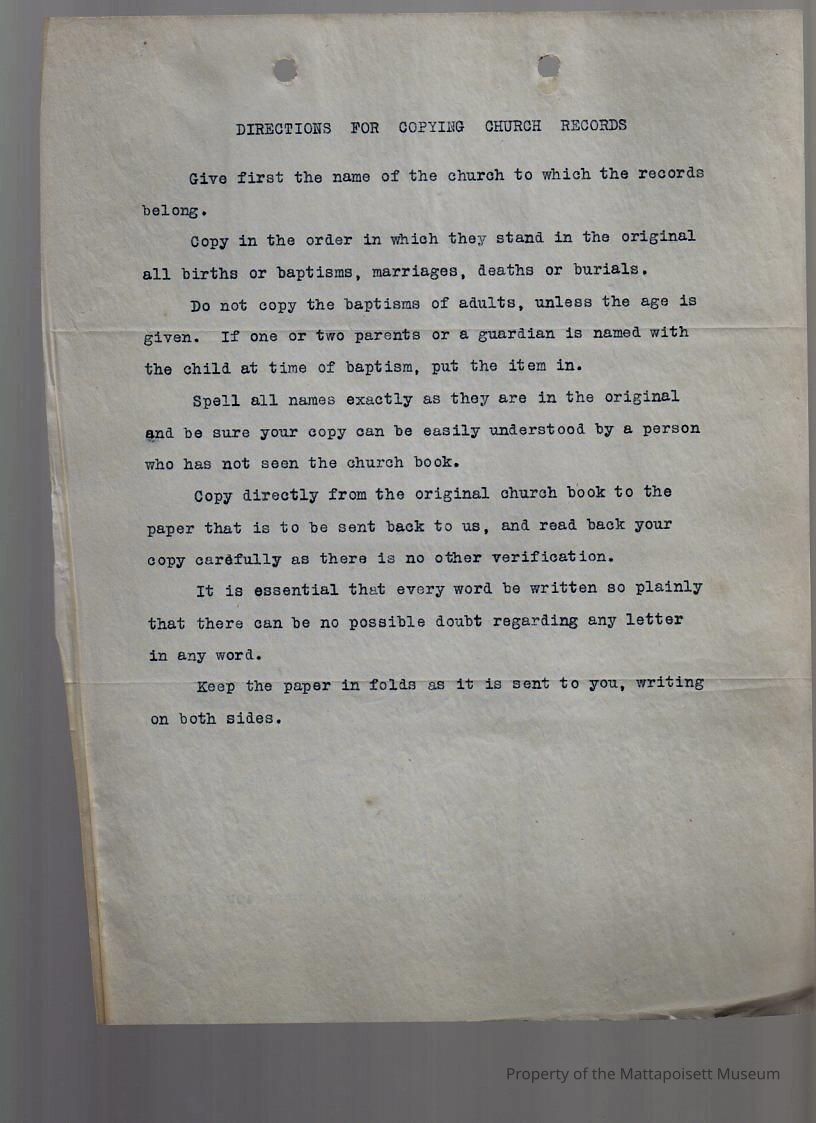 DIRECTIONS FOR COPYING CHURCH RECORDS
Give first the name of the church to which the records
belong.
Copy in the order in which they stand in the original
all births or baptisms, marriages, deaths or burials.
Do not copy the baptisms of adults, unless the age is
given. If one or two parents or a guardian is named with
the child at time of baptism, put the item in.
Spell all names exactly as they are in the original
and be sure your copy can be easily understood by a person
who has not seen the church book.
Copy directly from the original church book to the
paper that is to be sent back to us, and read back your
copy carefully as there is no other verification.
It is essential that every word be written so plainly
that there can be no possible doubt regarding any letter
in any word.
Keep the paper in folds as it is sent to you, writing
on both sides.
Property of the Mattapoisett Museum